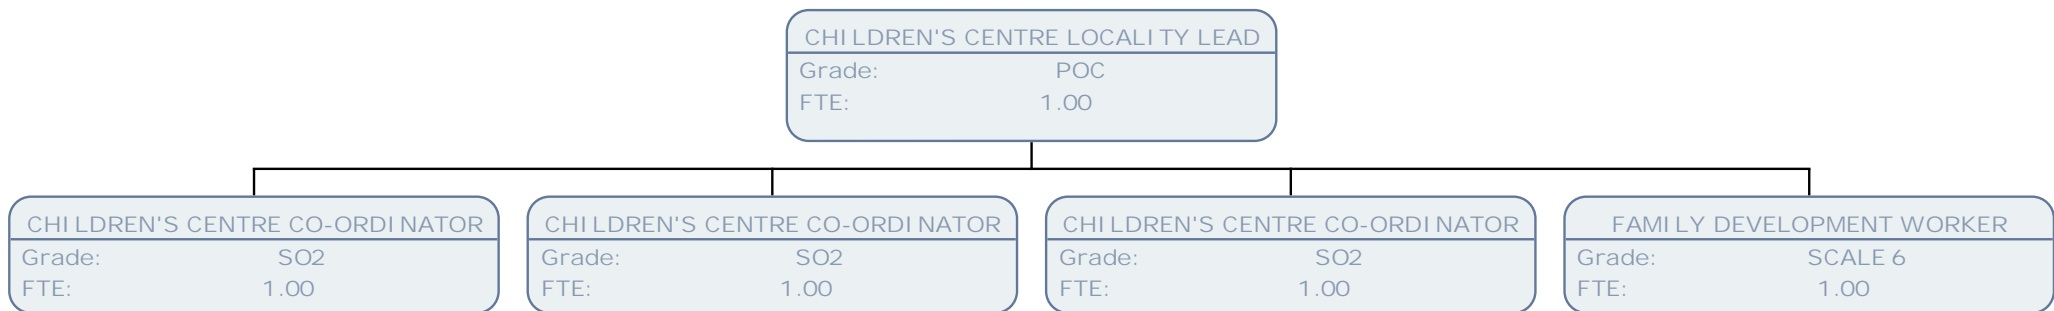 CHILDREN'S CENTRE LOCALITY LEAD
Grade: POC
FTE: 1.00
CHILDREN'S CENTRE CO-ORDINATOR
Grade: SO2
FTE: 1.00
CHILDREN'S CENTRE CO-ORDINATOR
Grade: SO2
FTE: 1.00
CHILDREN'S CENTRE CO-ORDINATOR
Grade: SO2
FTE: 1.00
FAMILY DEVELOPMENT WORKER
Grade: SCALE 6
FTE: 1.00